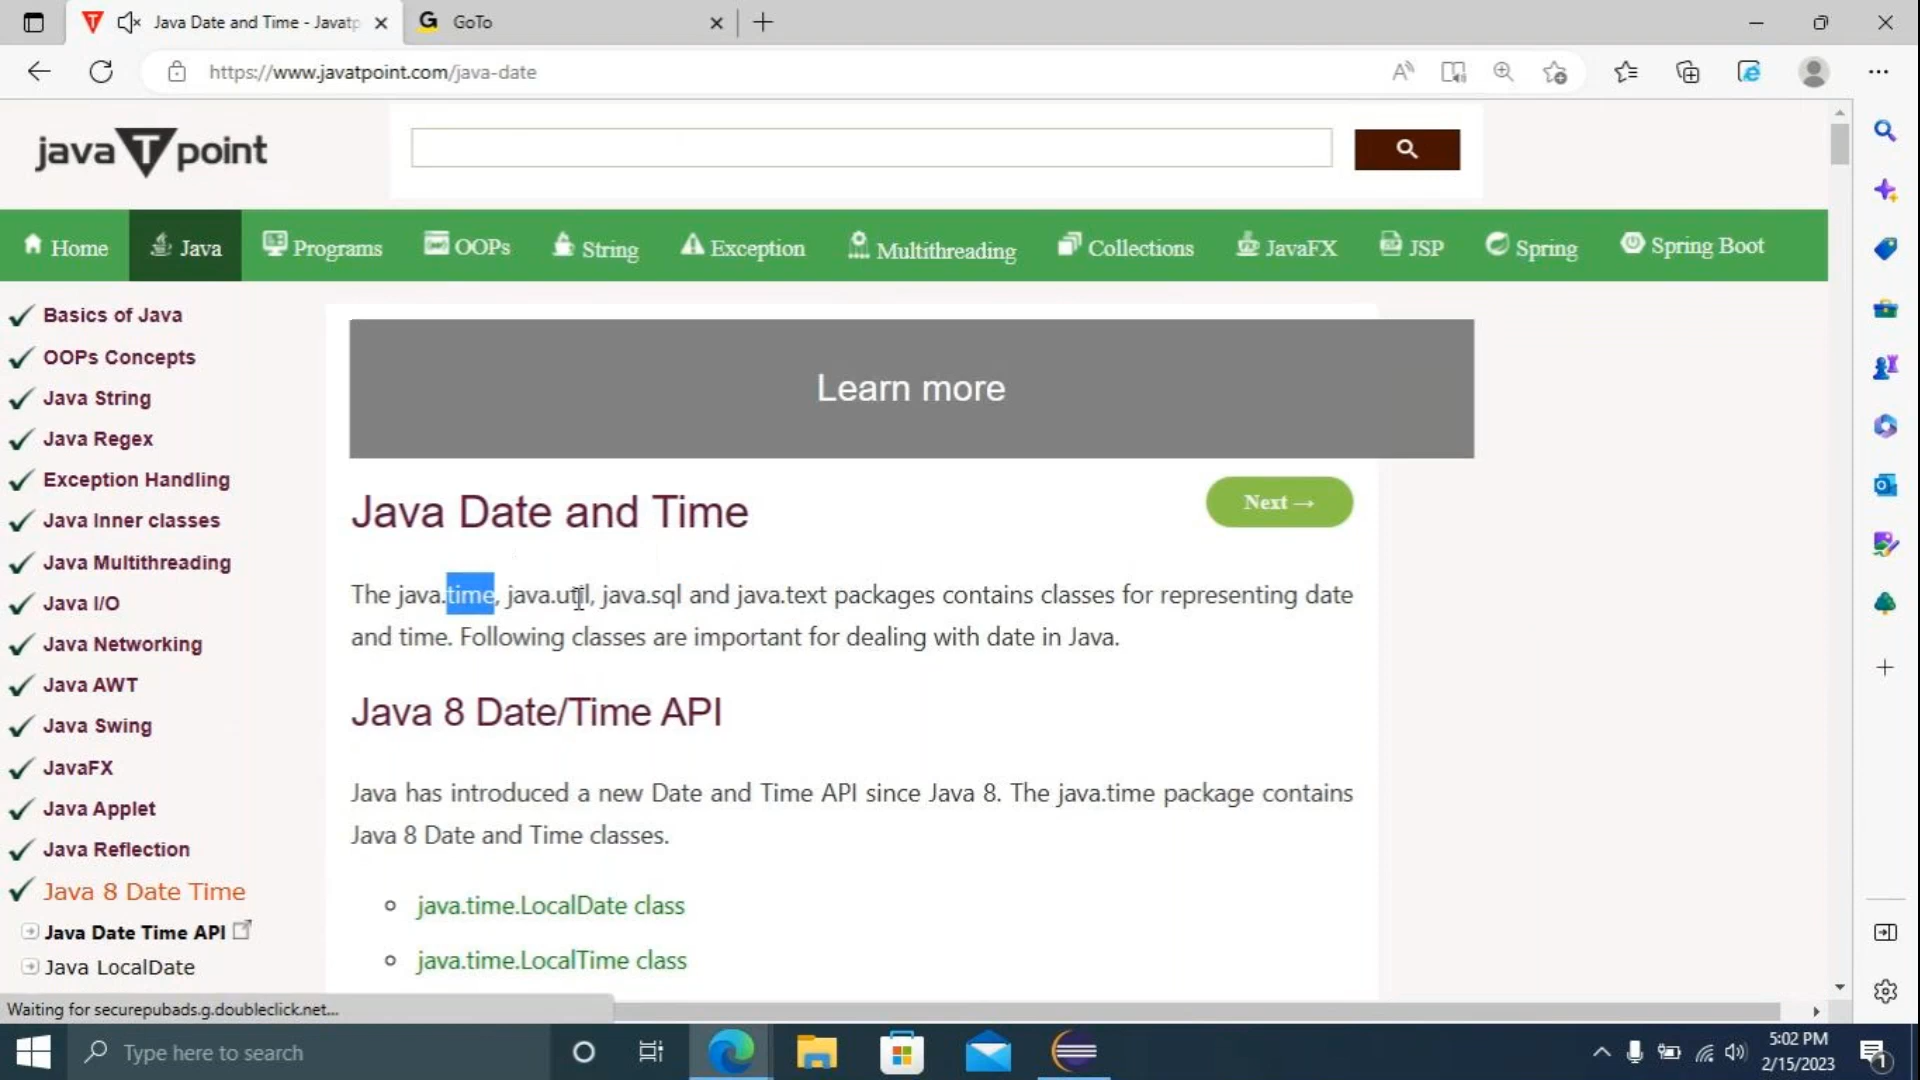 Java Date and Time - Javatp
GoTo
https://www.javatpoint.com/java-date
javaTpoint
Home
Java
Programs
OOPs
String
Exception
Multithreading
Collections
JavaFX
JSP
Spring
Spring Boot
Basics of Java
OOPs Concepts
Java String
Java Regex
Exception Handling
Java Inner classes
Java Multithreading
Java I/O
Java Networking
Java AWT
Java Swing
JavaFX
Java Applet
Java Reflection
Java 8 Date Time
Java Date Time API
Java LocalDate
Learn more
Java Date and Time
Next →
The java.time, java.util, java.sql and java.text packages contains classes for representing date
and time. Following classes are important for dealing with date in Java.
Java 8 Date/Time API
Java has introduced a new Date and Time API since Java 8. The java.time package contains
Java 8 Date and Time classes.
java.time.LocalDate class
java.time.LocalTime class
Waiting for securepubads.g.doubleclick.net...
Type here to search
5:02 PM
2/15/2023
1